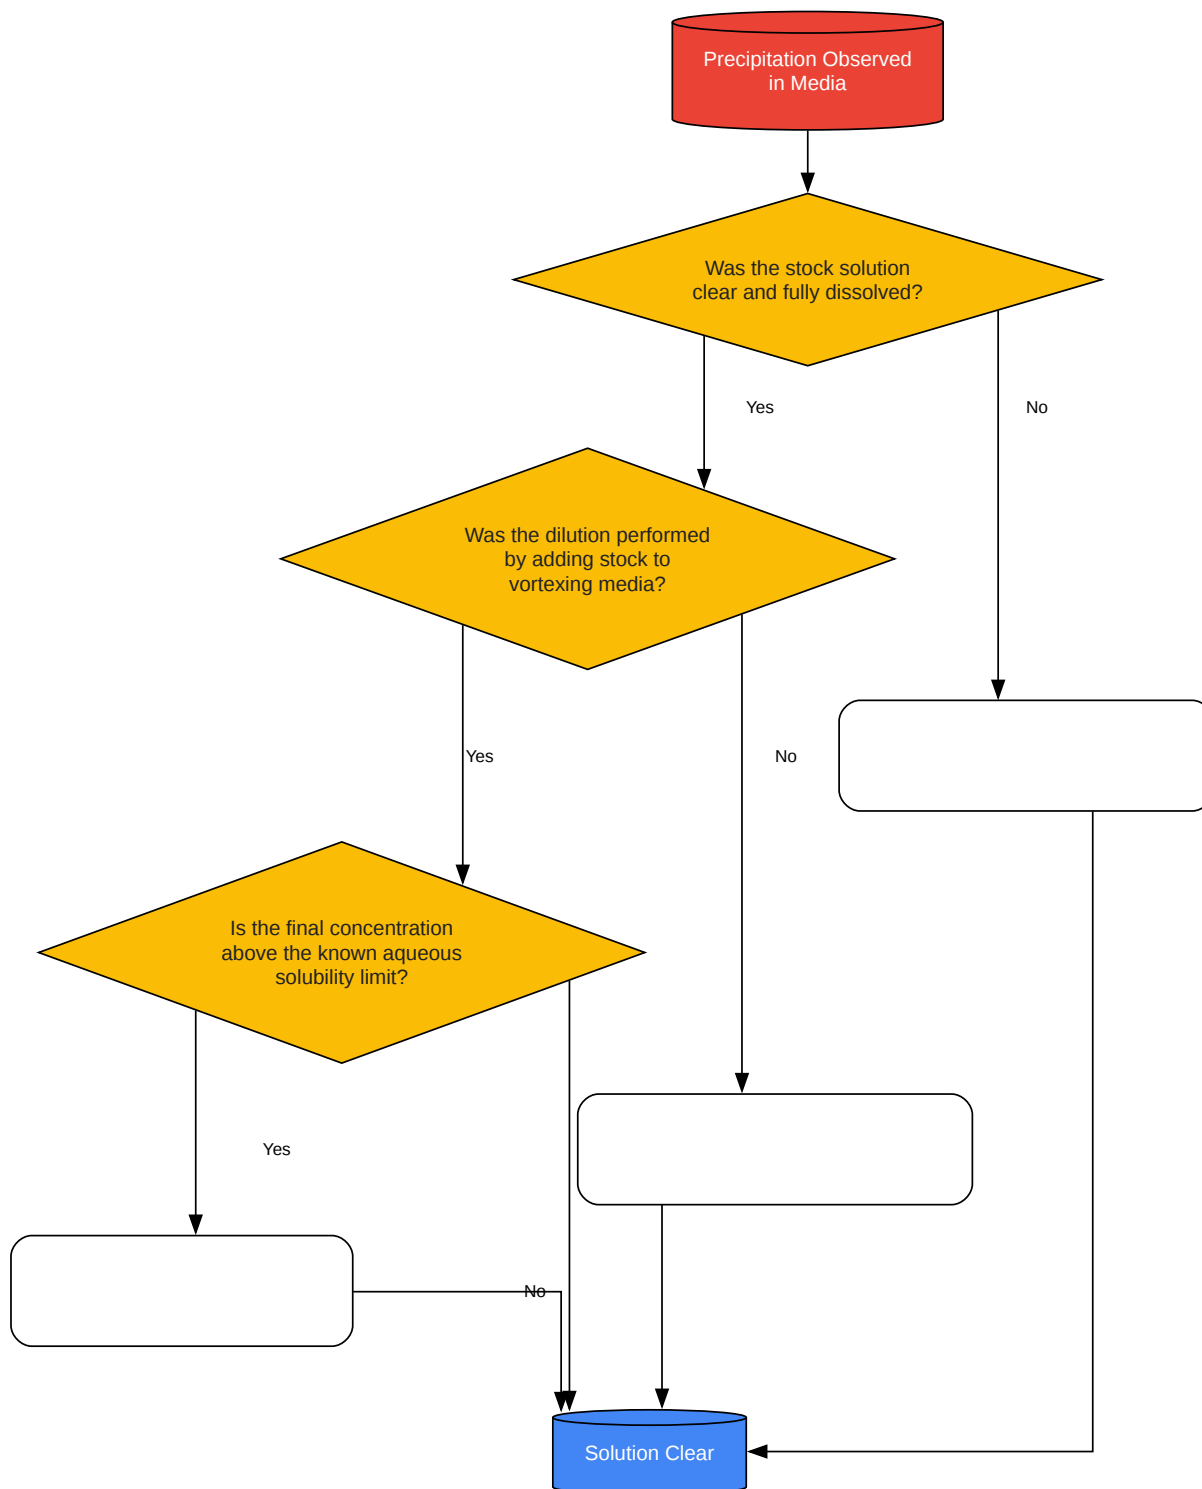 Precipitation Observed
in Media
Was the stock solution
clear and fully dissolved?
Yes
No
Was the dilution performed
by adding stock to
vortexing media?
Yes
No
Is the final concentration
above the known aqueous
solubility limit?
Yes
No
Solution Clear